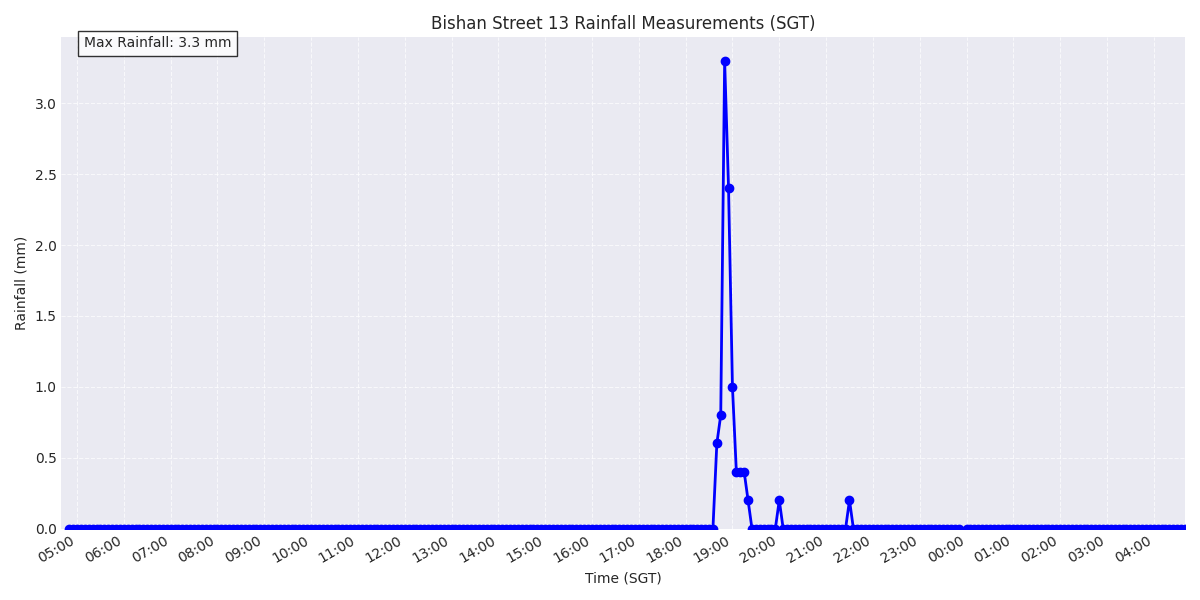 Bishan Street 13 Rainfall Measurements (SGT)
Max Rainfall: 3.3 mm
Rainfall (mm)
3.0
2.5
2.0
1.5
1.0
0.5
0.0
05:00 06:00 07:00 08:00 09:00 10:00 11:00 12:00 13:00 14:00 15:00 16:00 17:00 18:00 19:00 20:00 21:00 22:00 23:00 00:00 01:00 02:00 03:00 04:00
Time (SGT)